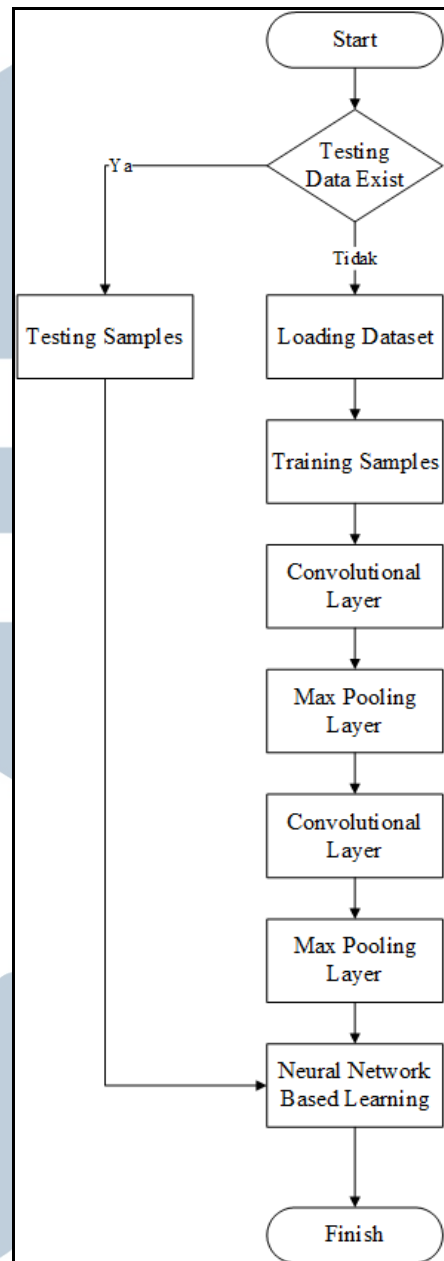 Start
Testing
Data Exist
Ya
Tidak
Testing Samples
Loading Dataset
Training Samples
Convolutional
Layer
Max Pooling
Layer
Convolutional
Layer
Max Pooling
Layer
Neural Network
Based Learning
Finish